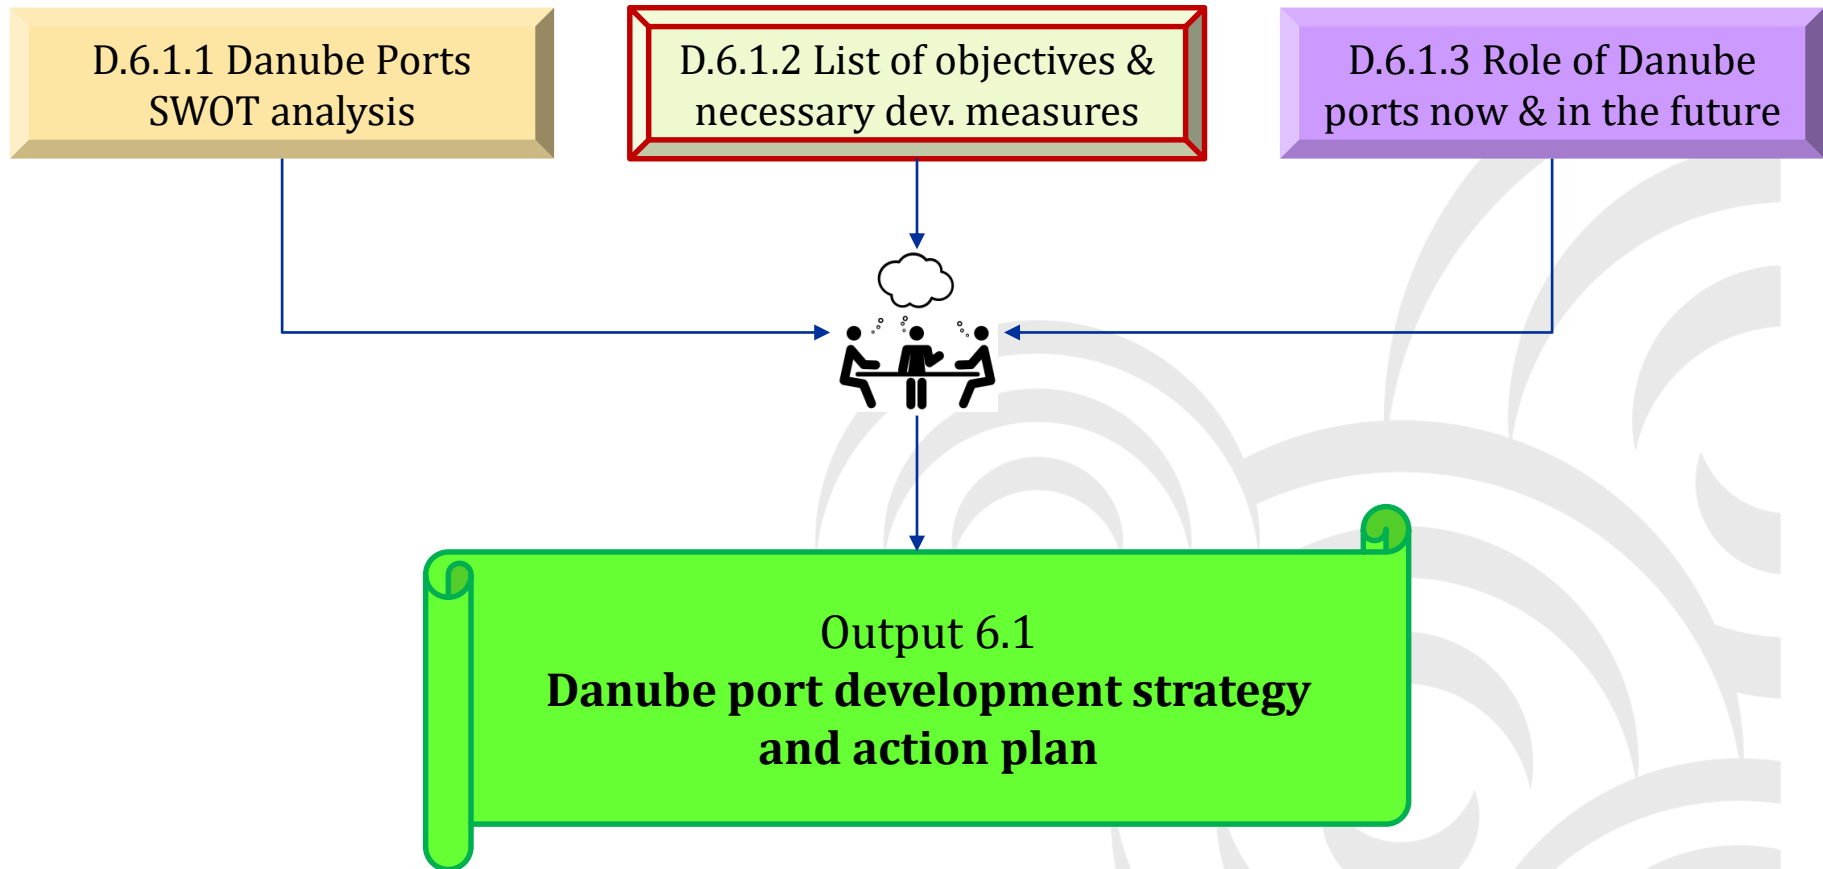 D.6.1.1 Danube Ports
SWOT analysis
D.6.1.2 List of objectives &
necessary dev. measures
D.6.1.3 Role of Danube
ports now & in the future
Output 6.1
Danube port development strategy
and action plan